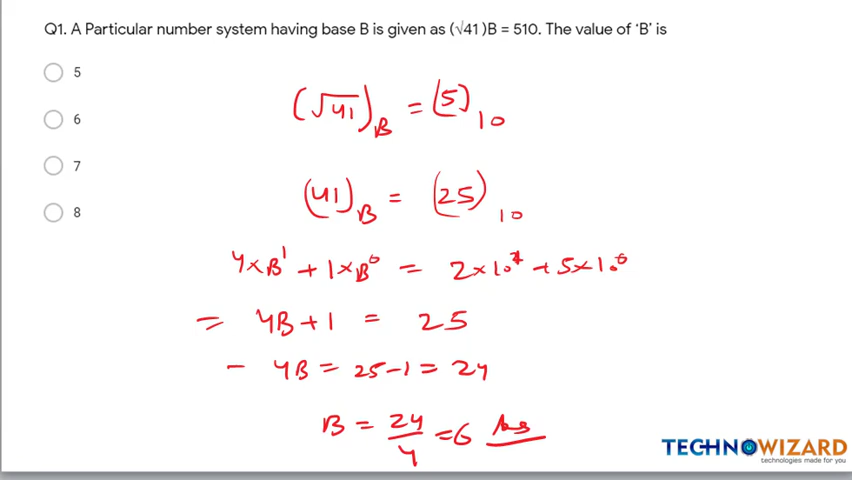 Q1. A Particular number system having base B is given as (√41 )B = 510. The value of ‘B’ is
5
6
7
8
(√41)B = (5)10
(41)B = (25)10
4×B¹ + 1×B⁰ = 2×10¹ + 5×10⁰
= 4B + 1 = 25
- 4B = 25 - 1 = 24
B = 24/4 = 6 Ans
TECHNOWIZARD
technologies made for you